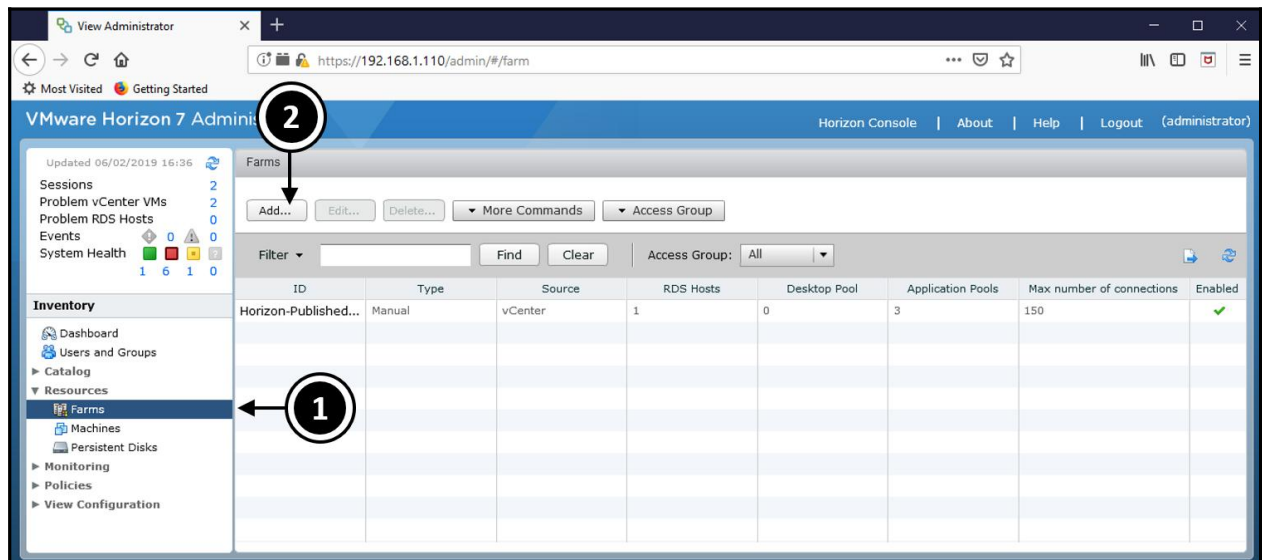 View Administrator
https://192.168.1.110/admin/#/farm
Most Visited Getting Started
VMware Horizon 7 Admini
2
Horizon Console | About | Help | Logout (administrator)
Updated 06/02/2019 16:36
Sessions 2
Problem vCenter VMs 2
Problem RDS Hosts 0
Events 0 0
System Health
1 6 1 0
Inventory
Dashboard
Users and Groups
Catalog
Resources
Farms
Machines
Persistent Disks
Monitoring
Policies
View Configuration
1
Farms
Add... Edit... Delete... More Commands Access Group
Filter Find Clear Access Group: All
ID Type Source RDS Hosts Desktop Pool Application Pools Max number of connections Enabled
Horizon-Published... Manual vCenter 1 0 3 150